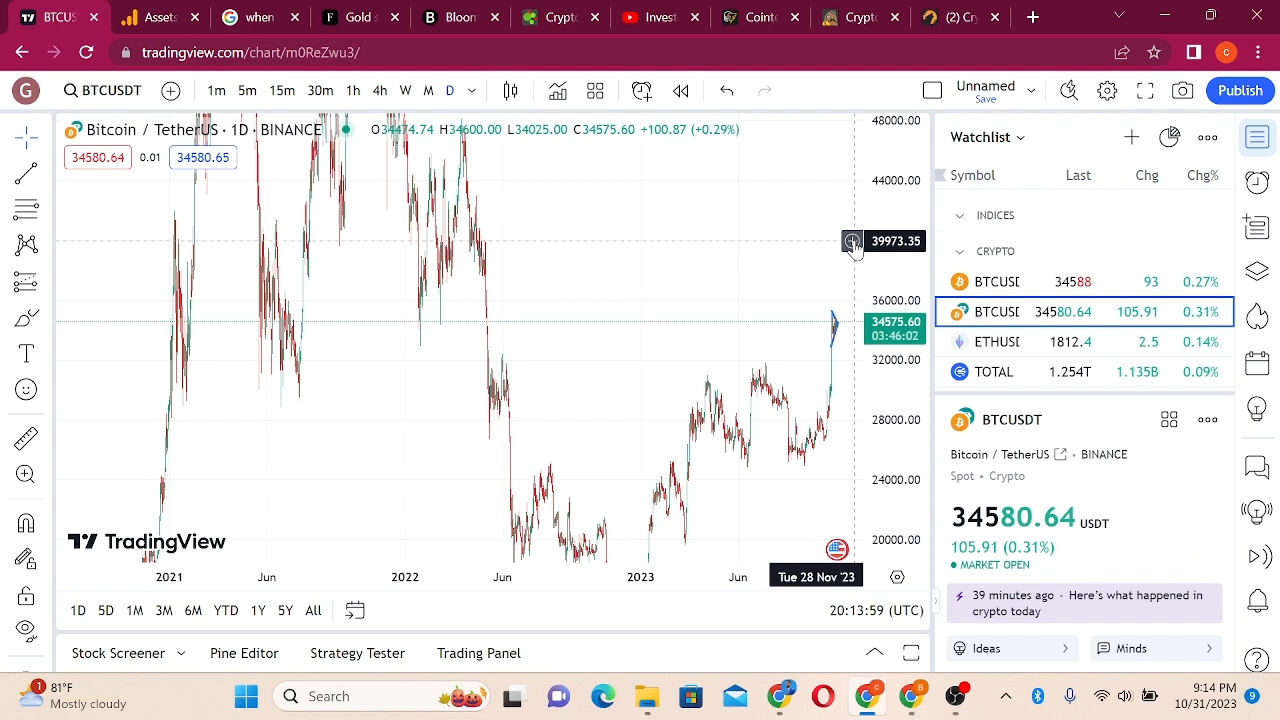 BTCUS
Assets
when
Gold s
Bloom
Crypto
Invest
Cointe
Crypto
(2) Cry
tradingview.com/chart/m0ReZwu3/
C
G
BTCUSDT
1m 5m 15m 30m 1h 4h W M D
Unnamed
Save
Publish
Bitcoin / TetherUS · 1D · BINANCE
O34474.74 H34600.00 L34025.00 C34575.60 +100.87 (+0.29%)
34580.64 0.01 34580.65
48000.00
44000.00
39973.35
36000.00
34575.60
03:46:02
32000.00
28000.00
24000.00
20000.00
TradingView
2021 Jun 2022 Jun 2023 Jun Tue 28 Nov '23
1D 5D 1M 3M 6M YTD 1Y 5Y All
20:13:59 (UTC)
Stock Screener Pine Editor Strategy Tester Trading Panel
Watchlist
Symbol Last Chg Chg%
INDICES
CRYPTO
BTCUSI 34588 93 0.27%
BTCUSI 34580.64 105.91 0.31%
ETHUSI 1812.4 2.5 0.14%
TOTAL 1.254T 1.135B 0.09%
BTCUSDT
Bitcoin / TetherUS · BINANCE
Spot · Crypto
34580.64 USDT
105.91 (0.31%)
MARKET OPEN
39 minutes ago · Here's what happened in
crypto today
Ideas Minds
1
81°F
Mostly cloudy
Search
9:14 PM
10/31/2023
9